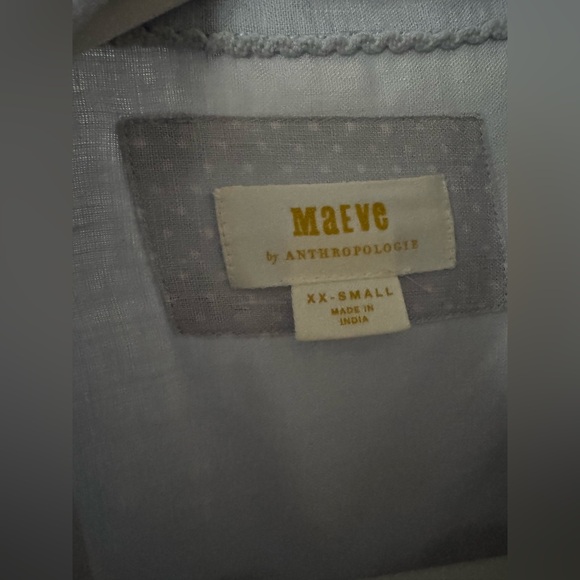 MaEVe
by ANTHROPOLOGIE
XX-SMALL
MADE IN
INDIA